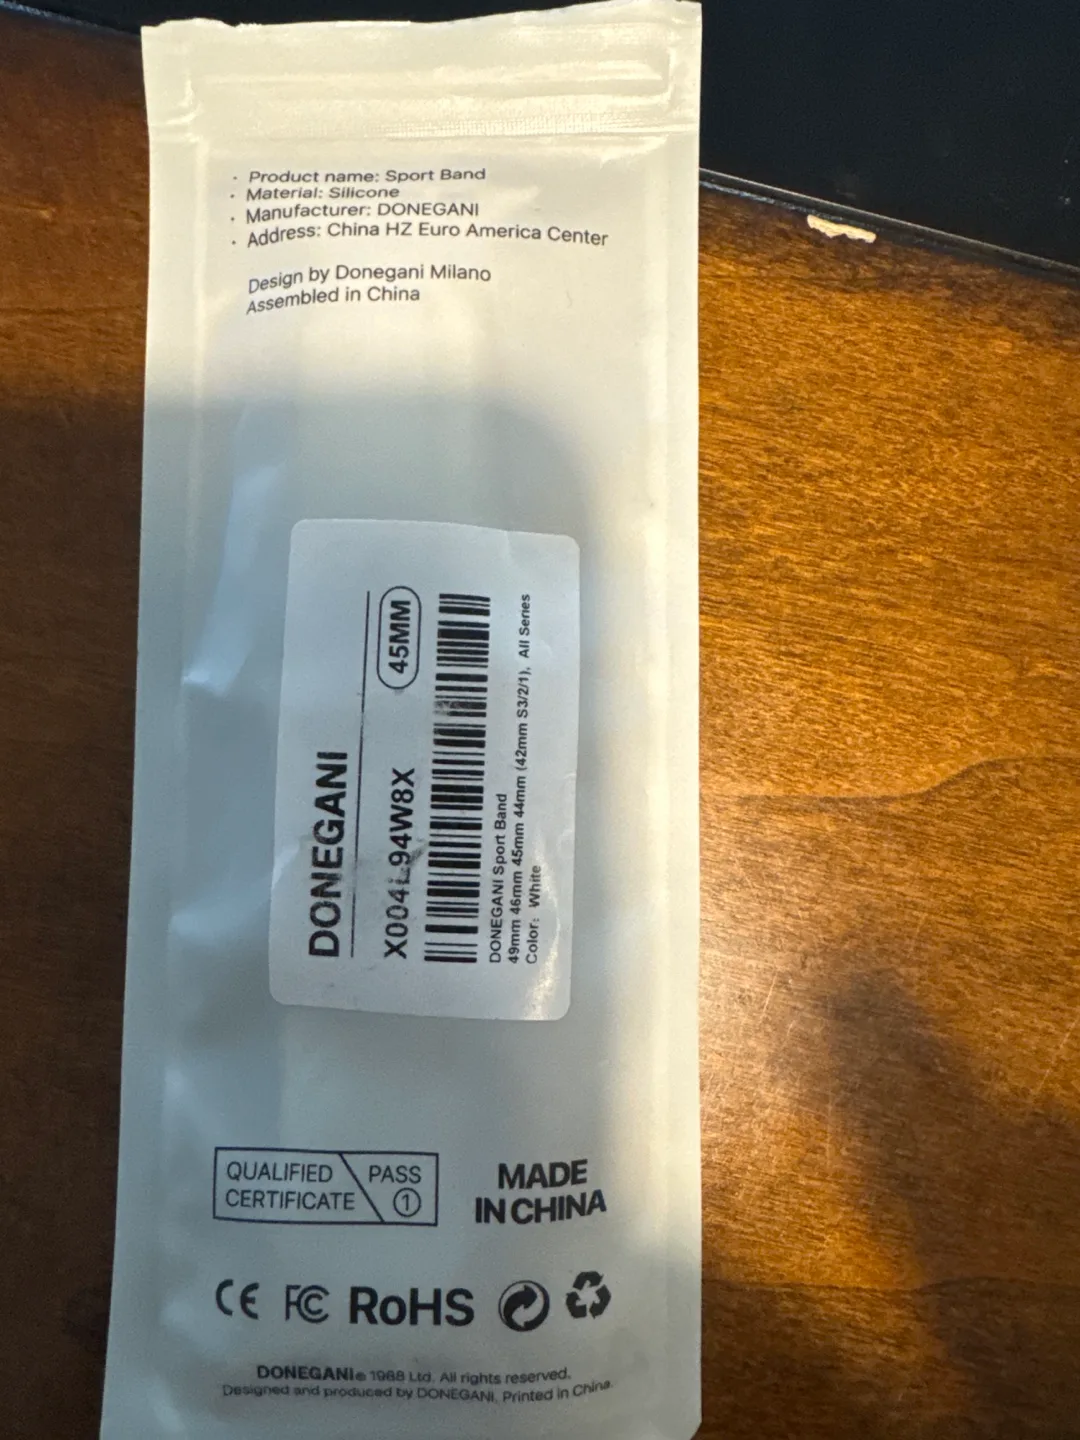 · Product name: Sport Band
· Material: Silicone
· Manufacturer: DONEGANI
· Address: China HZ Euro America Center
Design by Donegani Milano
Assembled in China
DONEGANI
X004L94W8X 45MM
DONEGANI Sport Band
49mm 46mm 45mm 44mm (42mm S3/2/1), All Series
Color: White
QUALIFIED CERTIFICATE PASS 1
MADE
IN CHINA
CE FC RoHS
DONEGANI® 1968 Ltd. All rights reserved.
Designed and produced by DONEGANI. Printed in China.